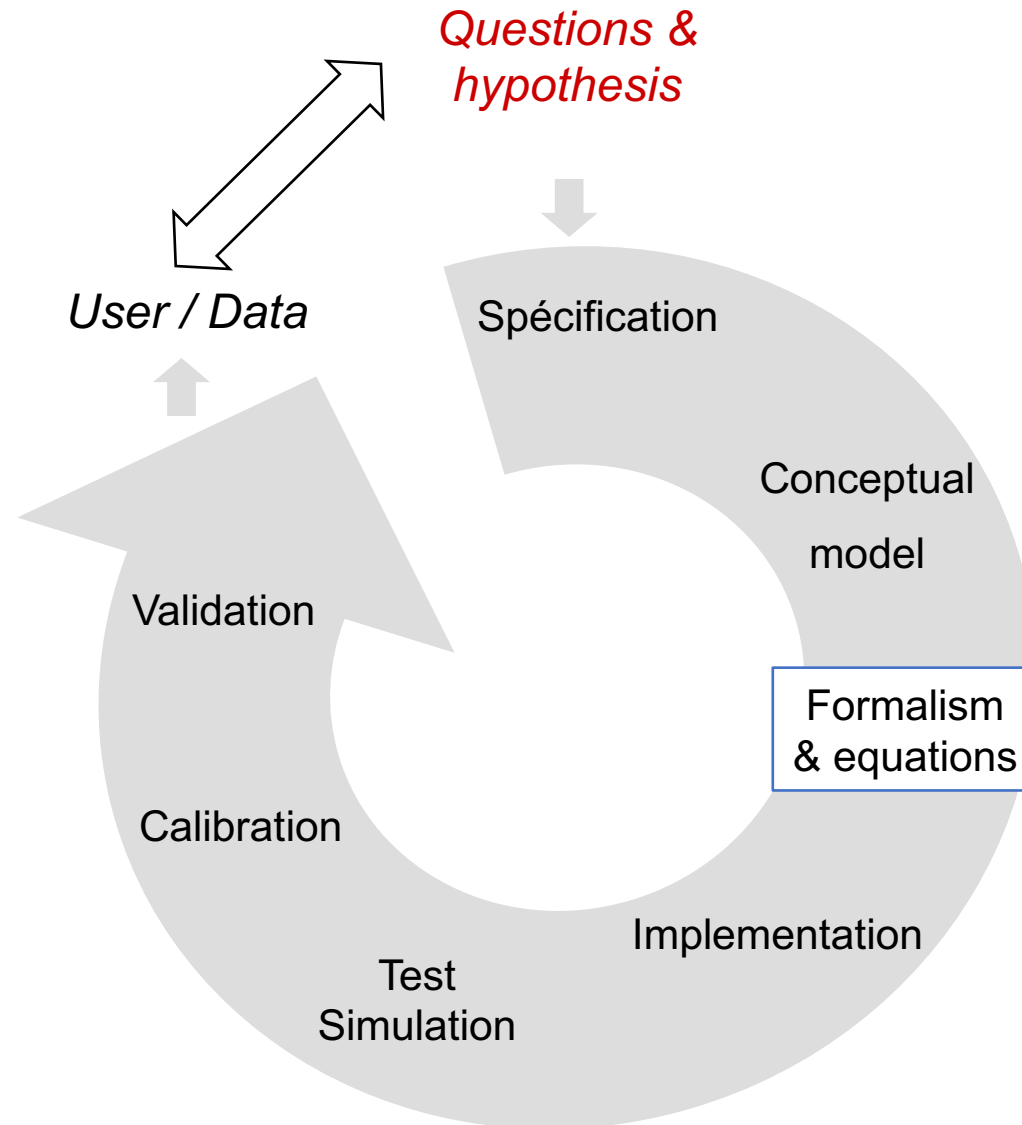 Questions &
hypothesis
User / Data
Spécification
Conceptual
model
Formalism
& equations
Implementation
Test
Simulation
Calibration
Validation